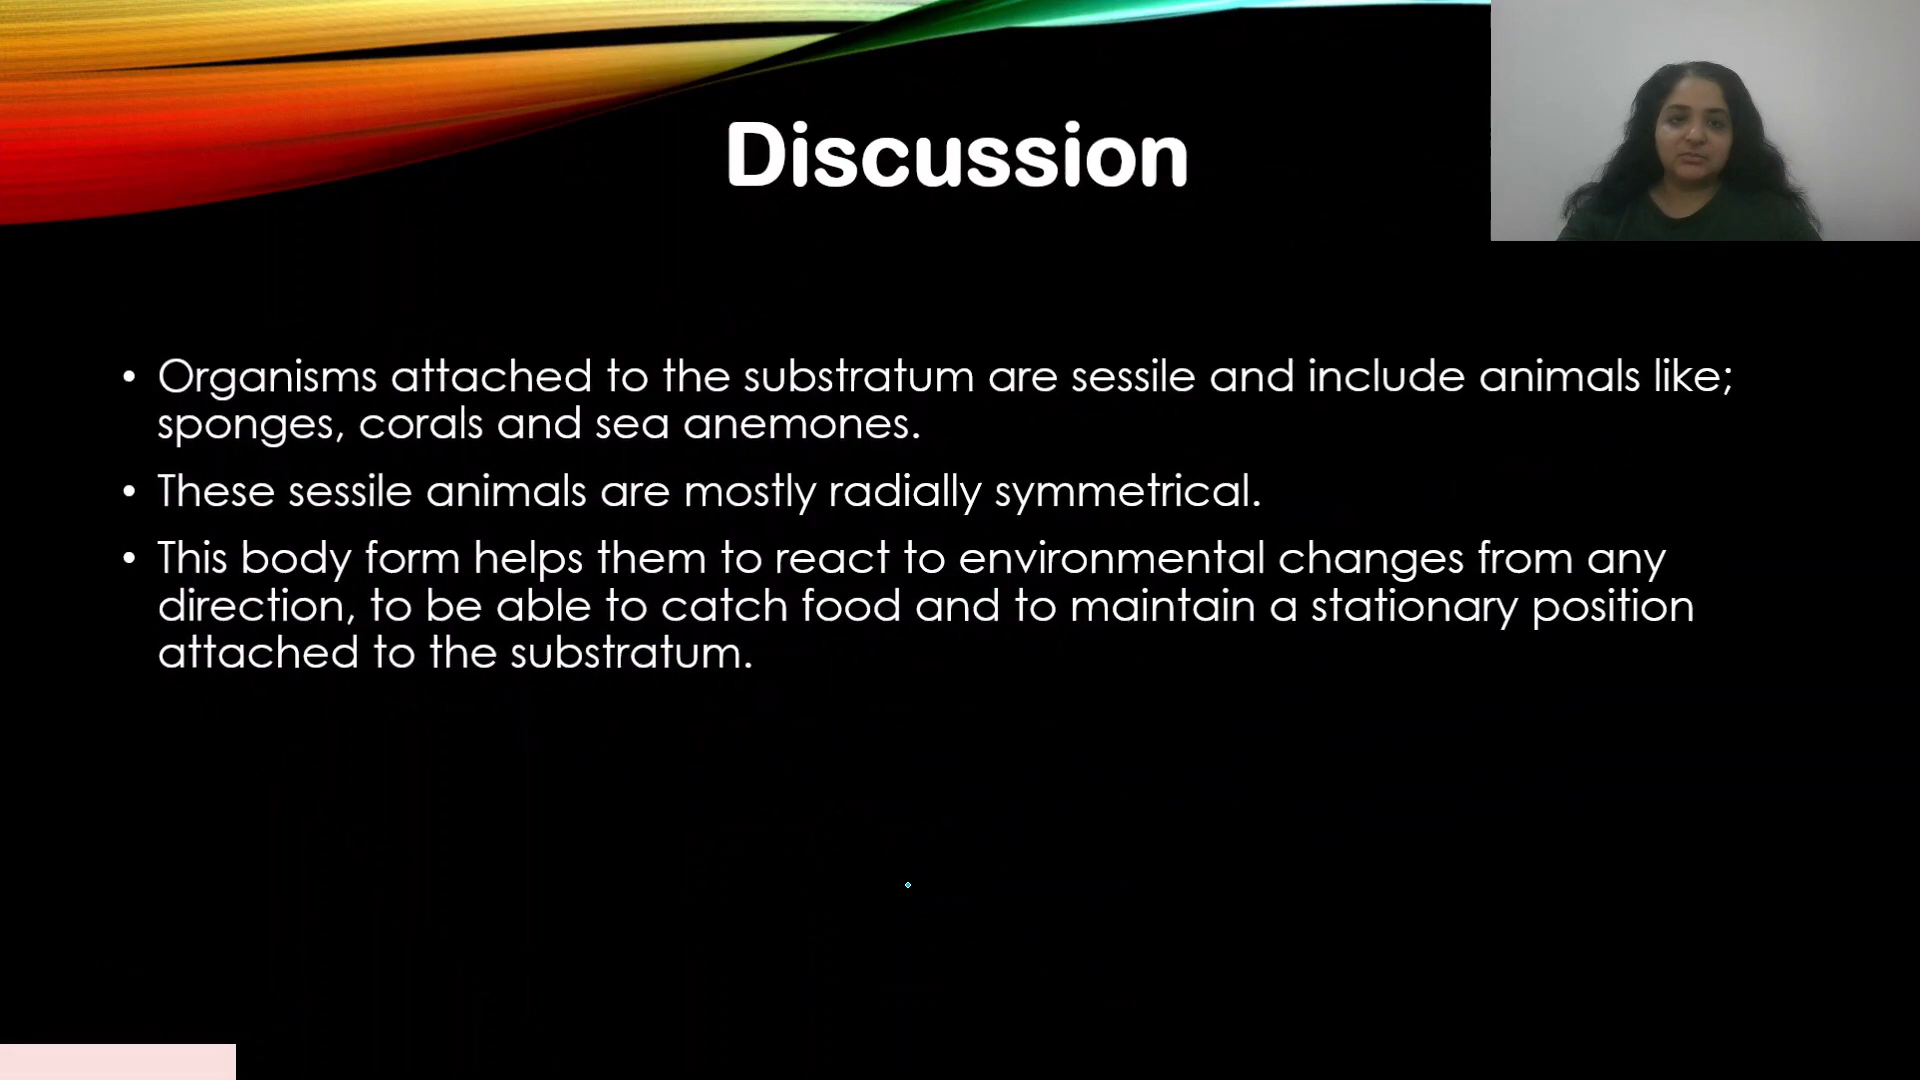 Discussion
• Organisms attached to the substratum are sessile and include animals like;
sponges, corals and sea anemones.
• These sessile animals are mostly radially symmetrical.
• This body form helps them to react to environmental changes from any
direction, to be able to catch food and to maintain a stationary position
attached to the substratum.